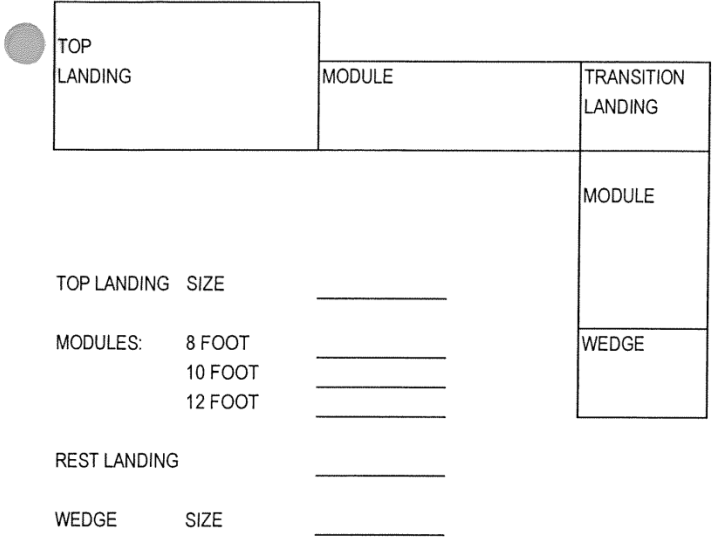 TOP
LANDING
MODULE
TRANSITION
LANDING
MODULE
TOP LANDING SIZE
MODULES: 8 FOOT
WEDGE
10 FOOT
12 FOOT
REST LANDING
WEDGE SIZE